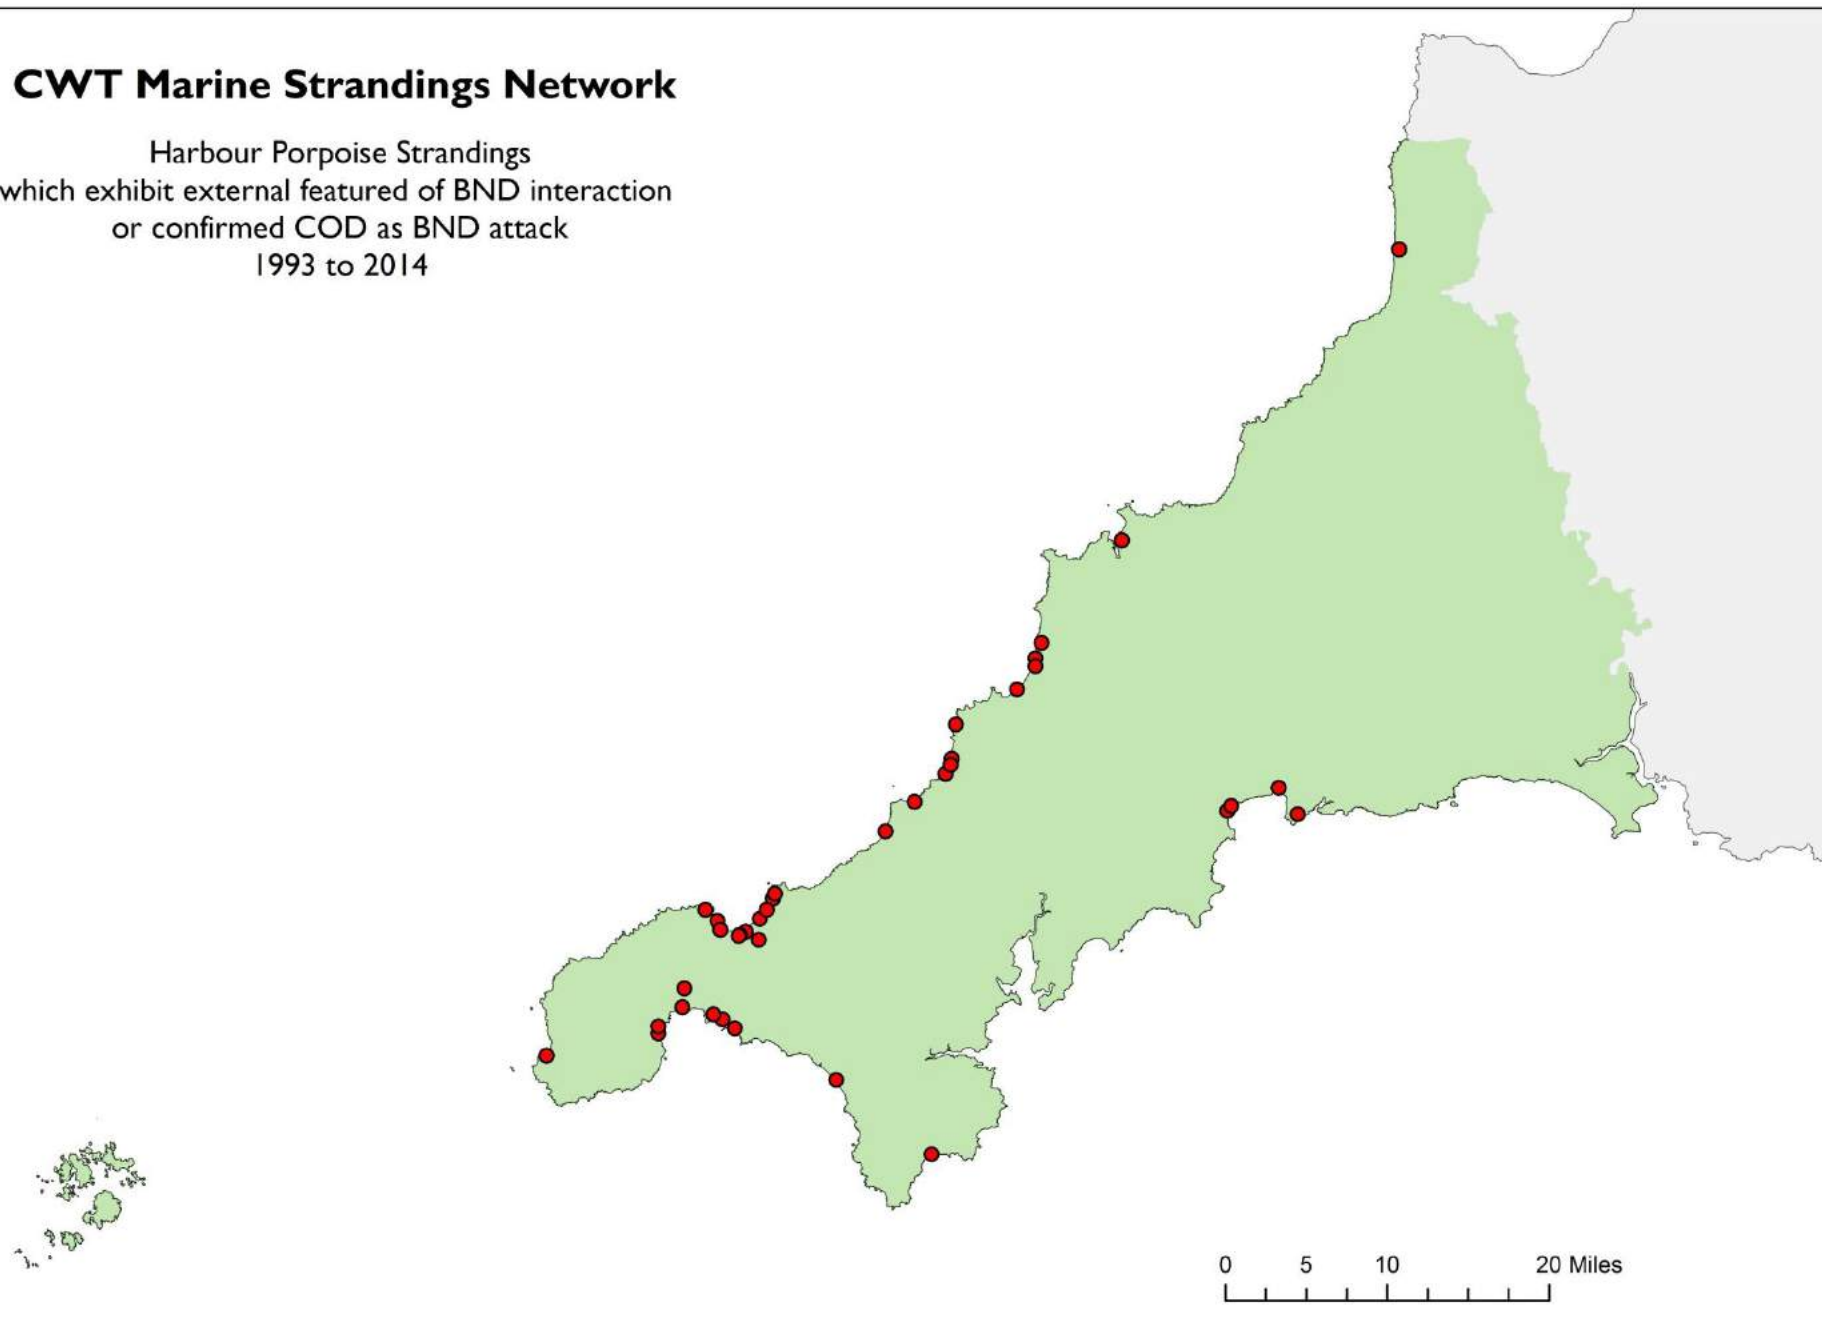 CWT Marine Strandings Network
Harbour Porpoise Strandings
which exhibit external featured of BND interaction
or confirmed COD as BND attack
1993 to 2014
0 5 10 20 Miles